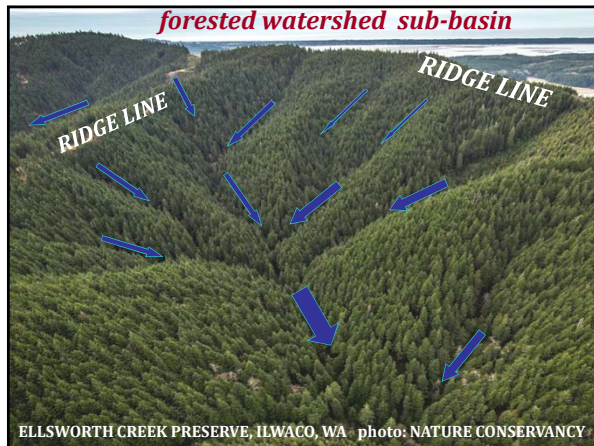 forested watershed sub-basin
RIDGE LINE
RIDGE LINE
ELLSWORTH CREEK PRESERVE, ILWACO, WA photo: NATURE CONSERVANCY